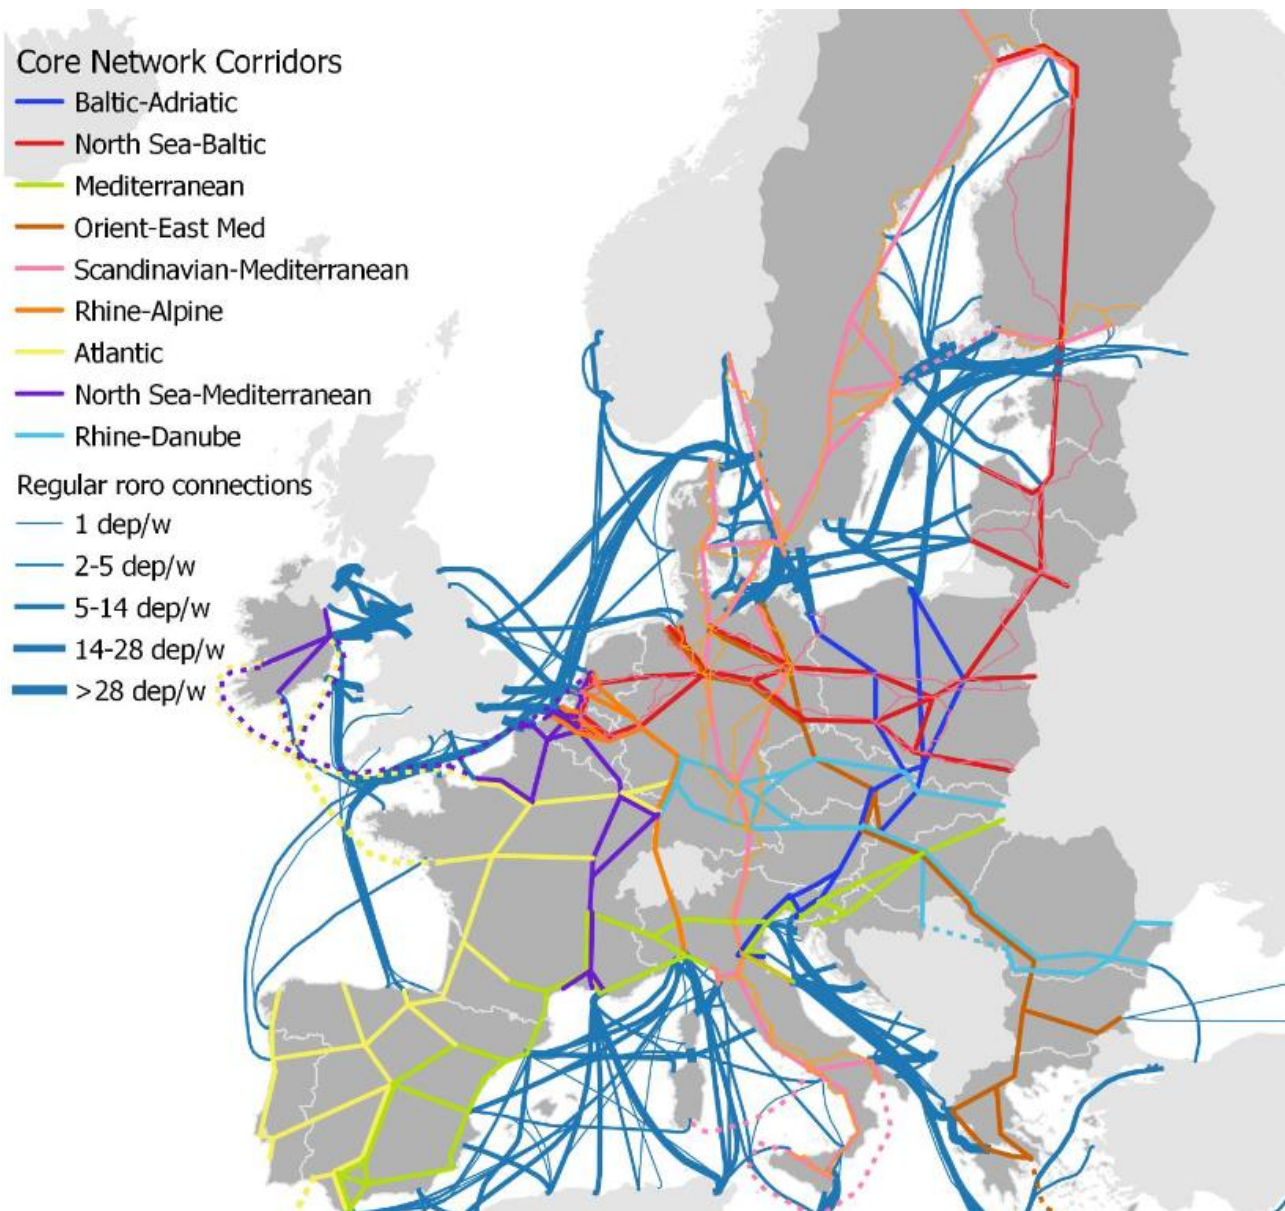 Core Network Corridors
Baltic-Adriatic
North Sea-Baltic
Mediterranean
Orient-East Med
Scandinavian-Mediterranean
Rhine-Alpine
Atlantic
North Sea-Mediterranean
Rhine-Danube
Regular roro connections
1 dep/w
2-5 dep/w
5-14 dep/w
14-28 dep/w
>28 dep/w